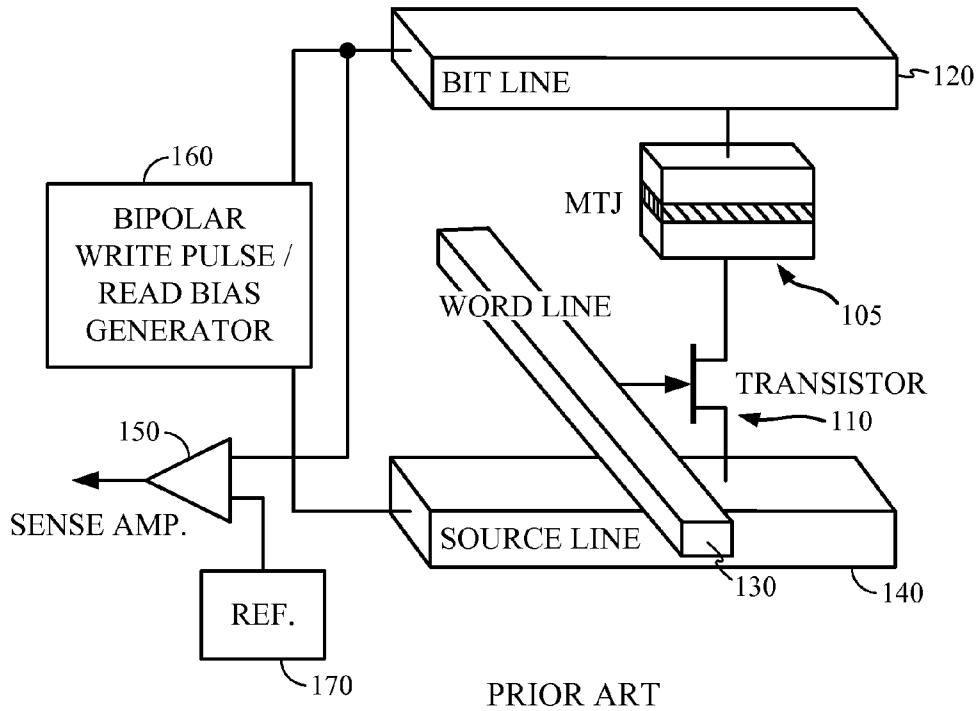 BIT LINE
120
160
BIPOLAR
WRITE PULSE /
READ BIAS
GENERATOR
MTJ
105
WORD LINE
TRANSISTOR
110
150
SENSE AMP.
SOURCE LINE
130
140
REF.
170
PRIOR ART